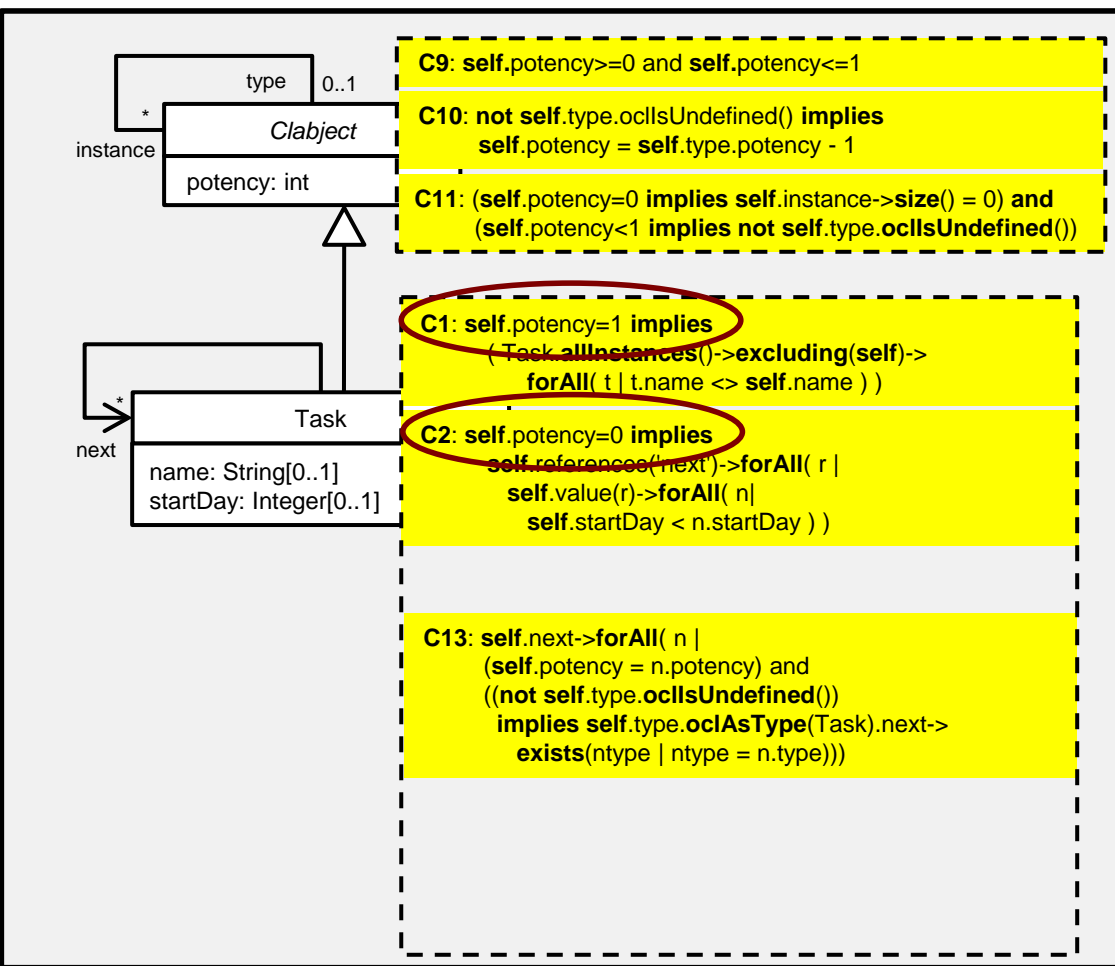 type
0..1
*
instance
Clabject
potency: int
C9: self.potency>=0 and self.potency<=1
C10: not self.type.oclIsUndefined() implies
self.potency = self.type.potency - 1
C11: (self.potency=0 implies self.instance->size() = 0) and
(self.potency<1 implies not self.type.oclIsUndefined())
*
next
Task
name: String[0..1]
startDay: Integer[0..1]
C1: self.potency=1 implies
( Task.allInstances()->excluding(self)->
forAll( t | t.name <> self.name ) )
C2: self.potency=0 implies
self.references('next')->forAll( r |
self.value(r)->forAll( n|
self.startDay < n.startDay ) )
C13: self.next->forAll( n |
(self.potency = n.potency) and
((not self.type.oclIsUndefined())
implies self.type.oclAsType(Task).next->
exists(ntype | ntype = n.type)))